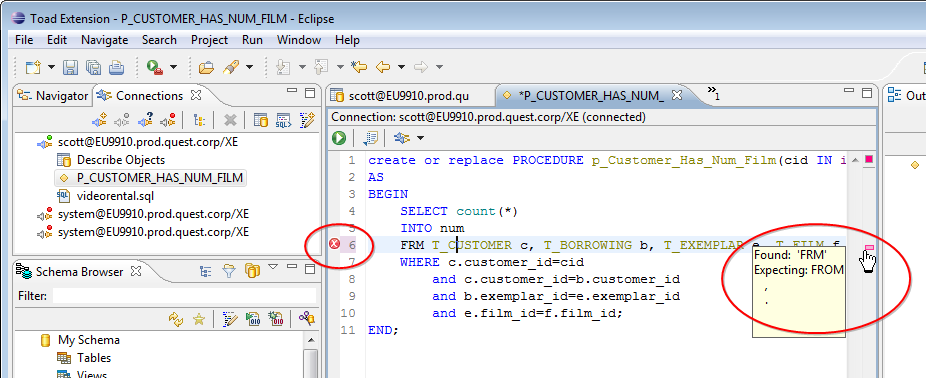 Toad Extension - P_CUSTOMER_HAS_NUM_FILM - Eclipse
File Edit Navigate Search Project Run Window Help
Navigator Connections
scott@EU9910.prod.quest.corp/XE
Describe Objects
P_CUSTOMER_HAS_NUM_FILM
videorental.sql
system@EU9910.prod.quest.corp/XE
system@EU9910.prod.quest.corp/XE
Schema Browser
Filter:
My Schema
Tables
Views
scott@EU9910.prod.qu *P_CUSTOMER_HAS_NUM_ »1
Connection: scott@EU9910.prod.quest.corp/XE (connected)
1 create or replace PROCEDURE p_Customer_Has_Num_Film(cid IN i
2 AS
3 BEGIN
4 SELECT count(*)
5 INTO num
6 FRM T_CUSTOMER c, T_BORROWING b, T_EXEMPLAR e, T_FILM f
7 WHERE c.customer_id=cid
8 and c.customer_id=b.customer_id
9 and b.exemplar_id=e.exemplar_id
10 and e.film_id=f.film_id;
11 END;
Found: 'FRM'
Expecting: FROM
,
.
Out